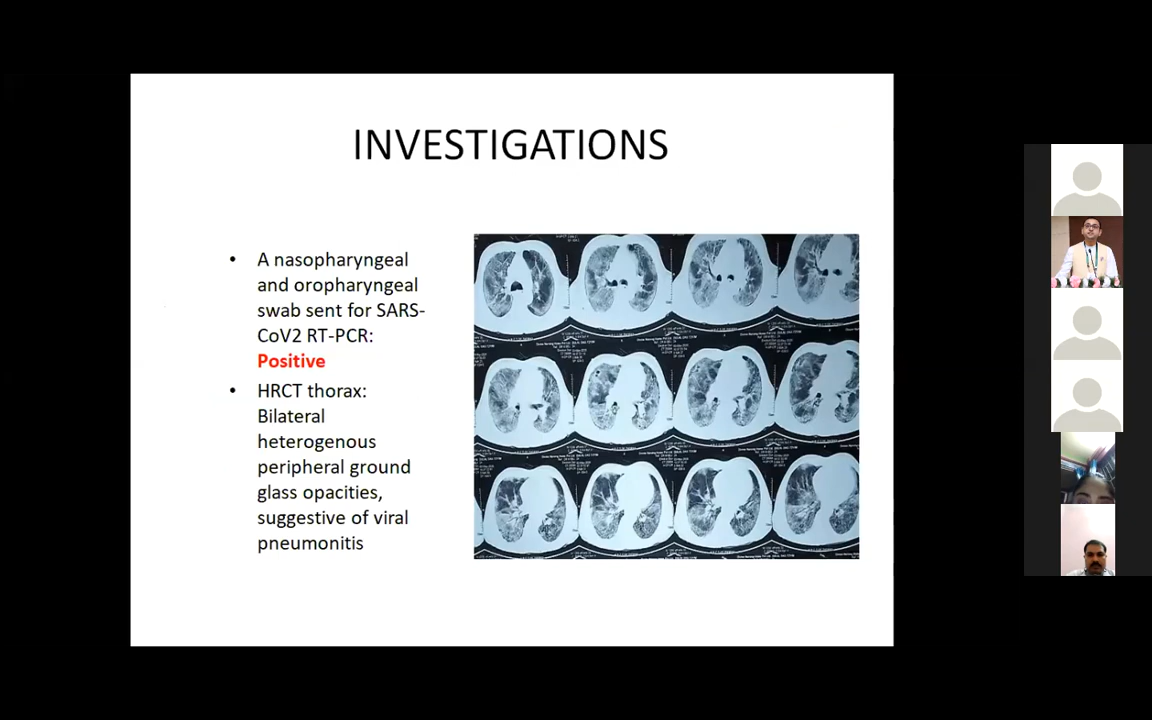 INVESTIGATIONS
• A nasopharyngeal
and oropharyngeal
swab sent for SARS-
CoV2 RT-PCR:
Positive
• HRCT thorax:
Bilateral
heterogenous
peripheral ground
glass opacities,
suggestive of viral
pneumonitis